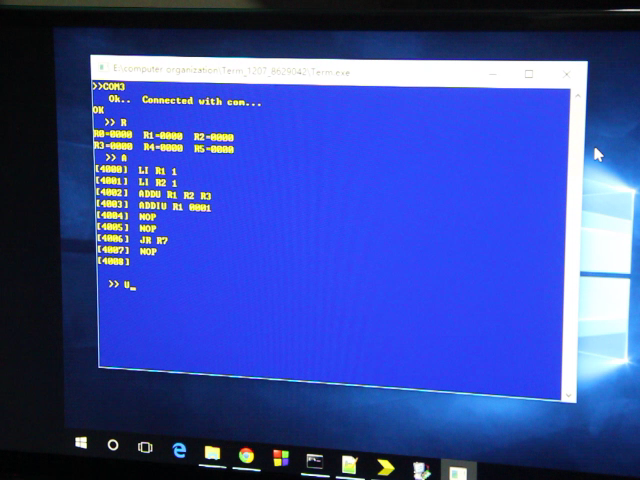 E:\computer organization\Term_1207_8629042\Term.exe
>>COM3
Ok.. Connected with com...
OK
>> R
R0=0000 R1=0000 R2=0000
R3=0000 R4=0000 R5=0000
>> A
[4000] LI R1 1
[4001] LI R2 1
[4002] ADDU R1 R2 R3
[4003] ADDIU R1 0001
[4004] NOP
[4005] NOP
[4006] JR R7
[4007] NOP
[4008]
>> U_